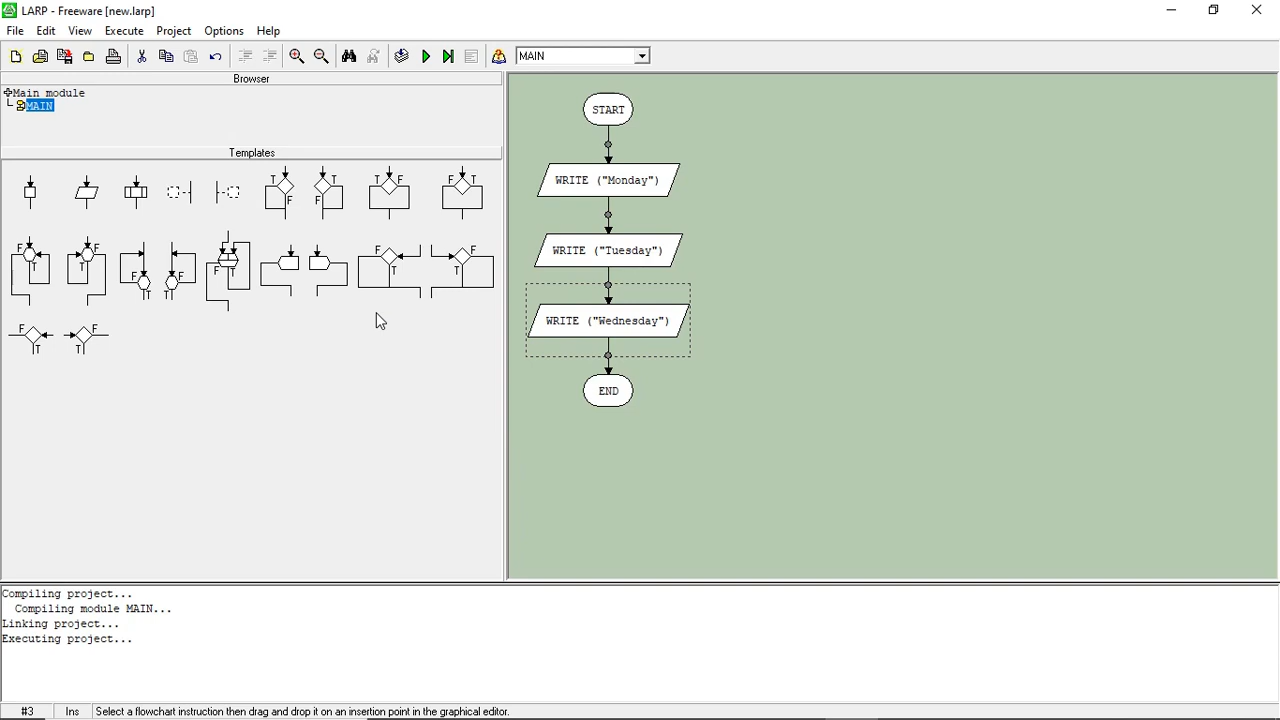 LARP - Freeware [new.larp]
File Edit View Execute Project Options Help
MAIN
Browser
Main module
MAIN
Templates
T F F T T F F T
F T F T F T T F F T F T T F
F T T F
START
WRITE ("Monday")
WRITE ("Tuesday")
WRITE ("Wednesday")
END
Compiling project...
Compiling module MAIN...
Linking project...
Executing project...
#3 Ins Select a flowchart instruction then drag and drop it on an insertion point in the graphical editor.